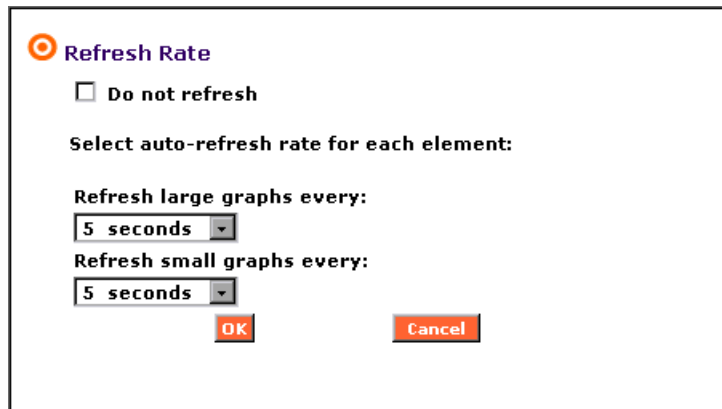 Refresh Rate
Do not refresh
Select auto-refresh rate for each element:
Refresh large graphs every:
5 seconds
Refresh small graphs every:
5 seconds
OK Cancel